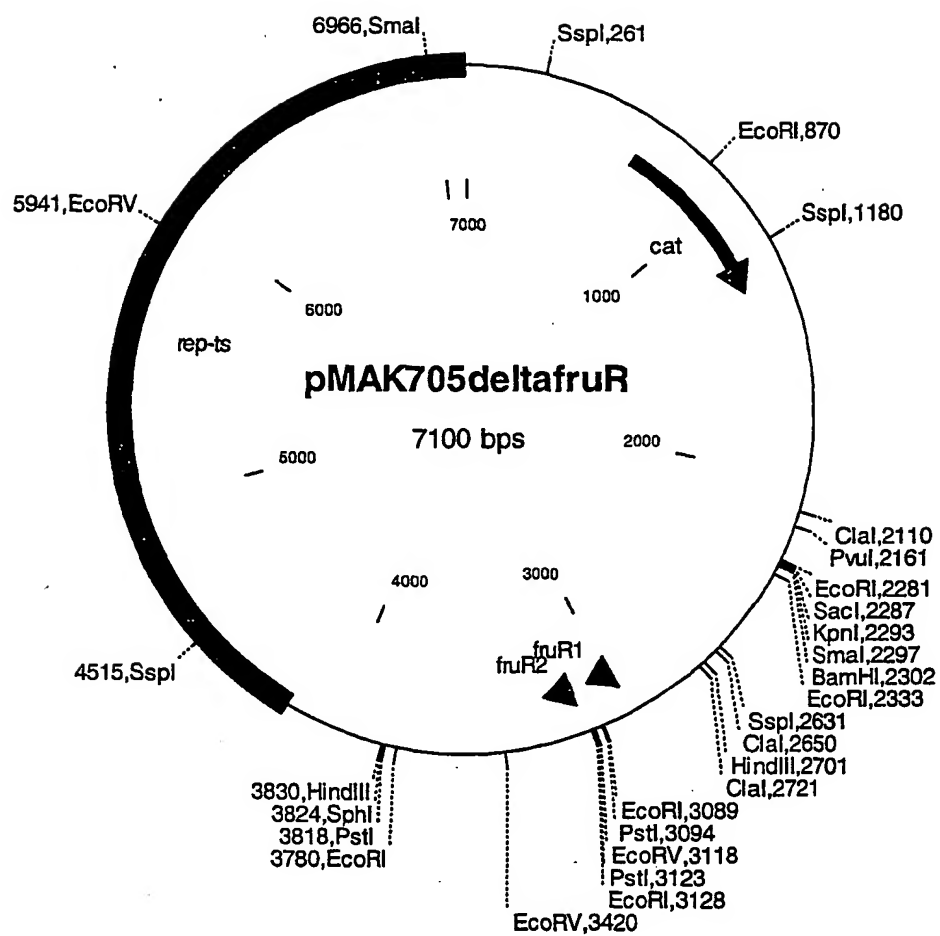 6966,SmaI
SspI,261
EcoRI,870
5941,EcoRV
SspI,1180
7000
cat
1000
6000
rep-ts
pMAK705deltafruR
7100 bps
2000
5000
ClaI,2110
PvuI,2161
EcoRI,2281
SacI,2287
KpnI,2293
SmaI,2297
BamHI,2302
EcoRI,2333
4000
3000
fruR1
fruR2
4515,SspI
SspI,2631
ClaI,2650
HindIII,2701
ClaI,2721
3830,HindIII
3824,SphI
3818,PstI
3780,EcoRI
EcoRI,3089
PstI,3094
EcoRV,3118
PstI,3123
EcoRI,3128
EcoRV,3420